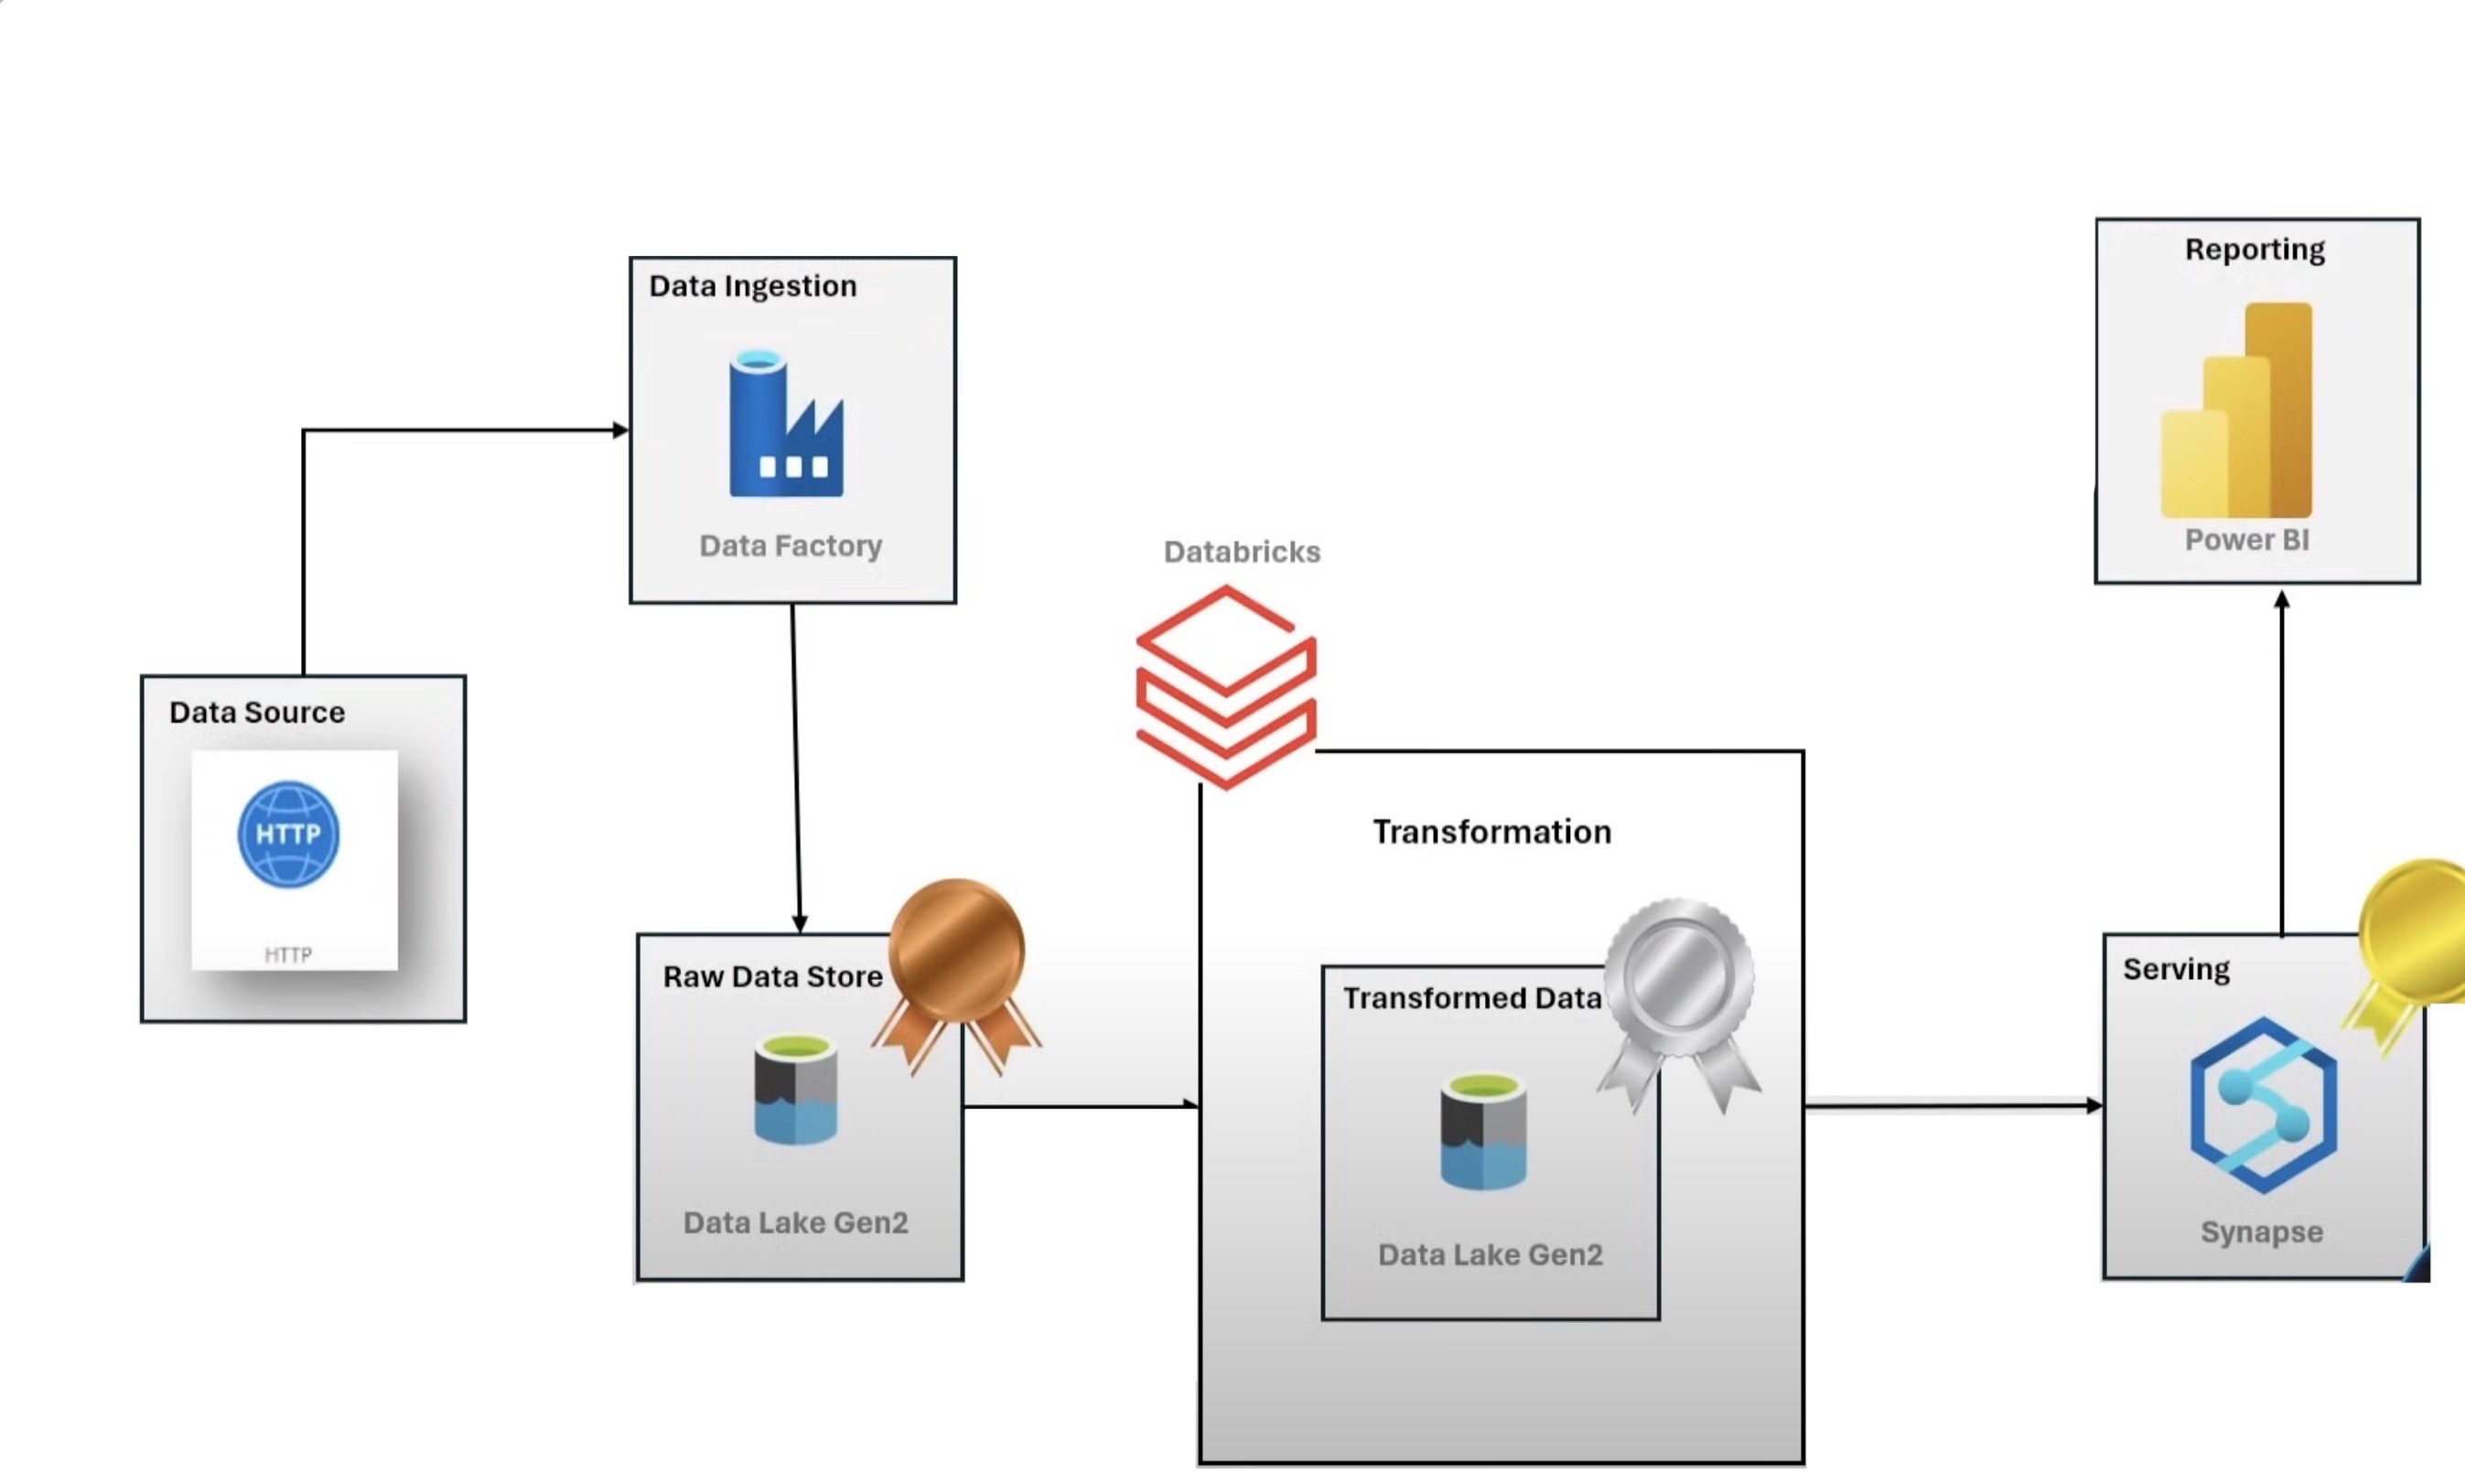 Data Source
HTTP
HTTP
Data Ingestion
Data Factory
Raw Data Store
Data Lake Gen2
Databricks
Transformation
Transformed Data
Data Lake Gen2
Serving
Synapse
Reporting
Power BI